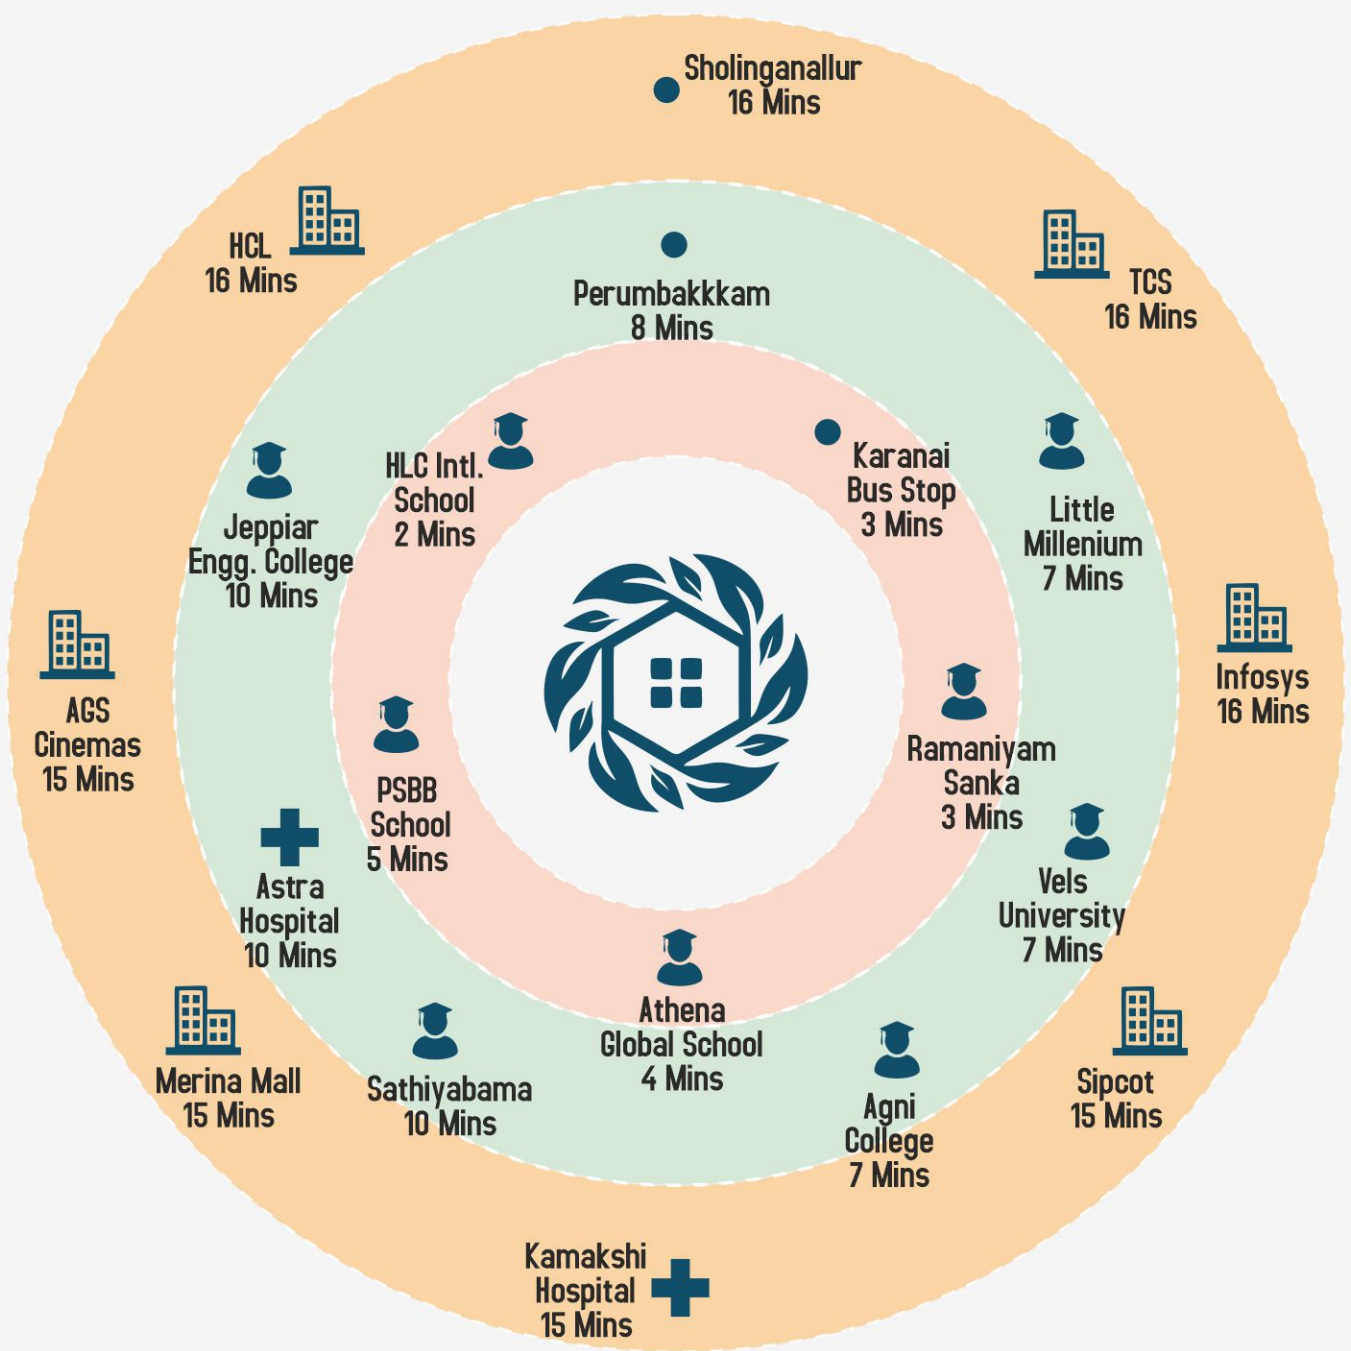 Sholinganallur
16 Mins
HCL
16 Mins
TCS
16 Mins
Perumbakkkam
8 Mins
HLC Intl.
School
2 Mins
Karanai
Bus Stop
3 Mins
Little
Millenium
7 Mins
Jeppiar
Engg. College
10 Mins
AGS
Cinemas
15 Mins
Infosys
16 Mins
PSBB
School
5 Mins
Ramaniyam
Sanka
3 Mins
Astra
Hospital
10 Mins
Vels
University
7 Mins
Athena
Global School
4 Mins
Merina Mall
15 Mins
Sathiyabama
10 Mins
Agni
College
7 Mins
Sipcot
15 Mins
Kamakshi
Hospital
15 Mins